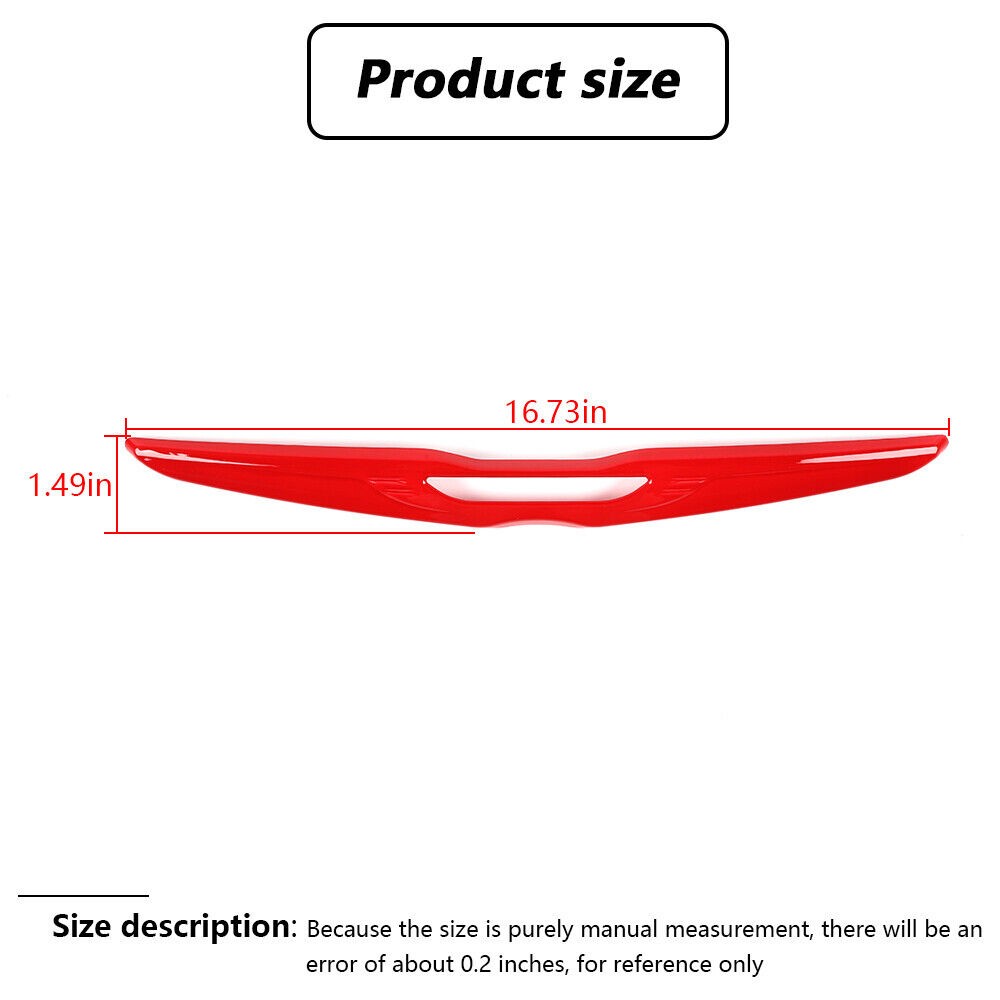 Product size
16.73in
1.49in
Size description: Because the size is purely manual measurement, there will be an
error of about 0.2 inches, for reference only